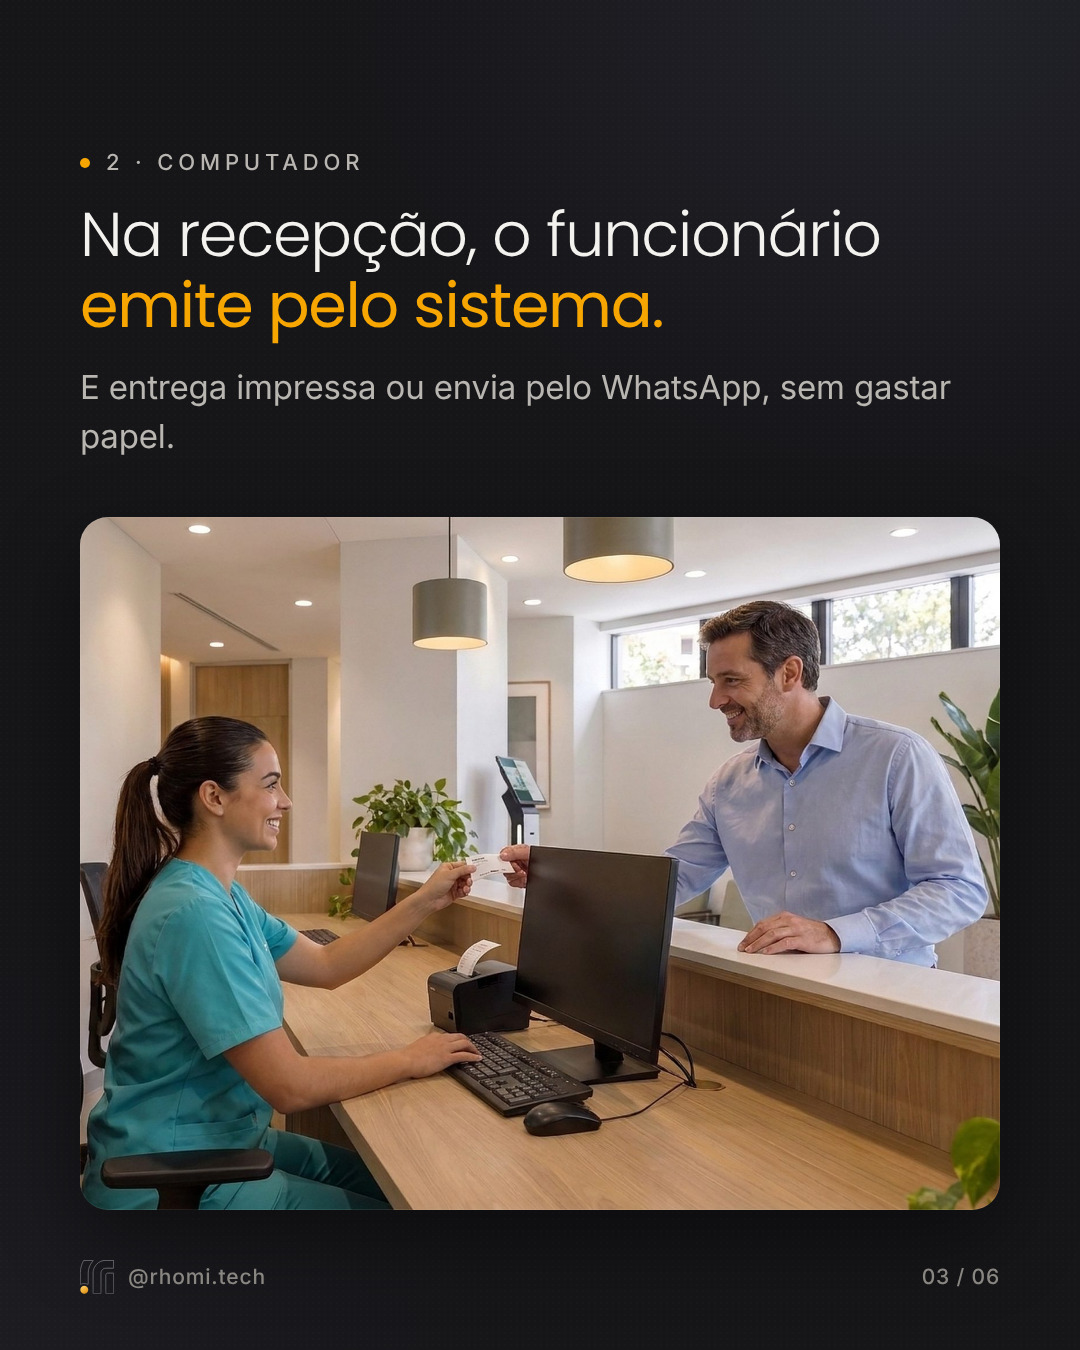 2 · COMPUTADOR
Na recepção, o funcionário
emite pelo sistema.
E entrega impressa ou envia pelo WhatsApp, sem gastar
papel.
@rhomi.tech
03 / 06